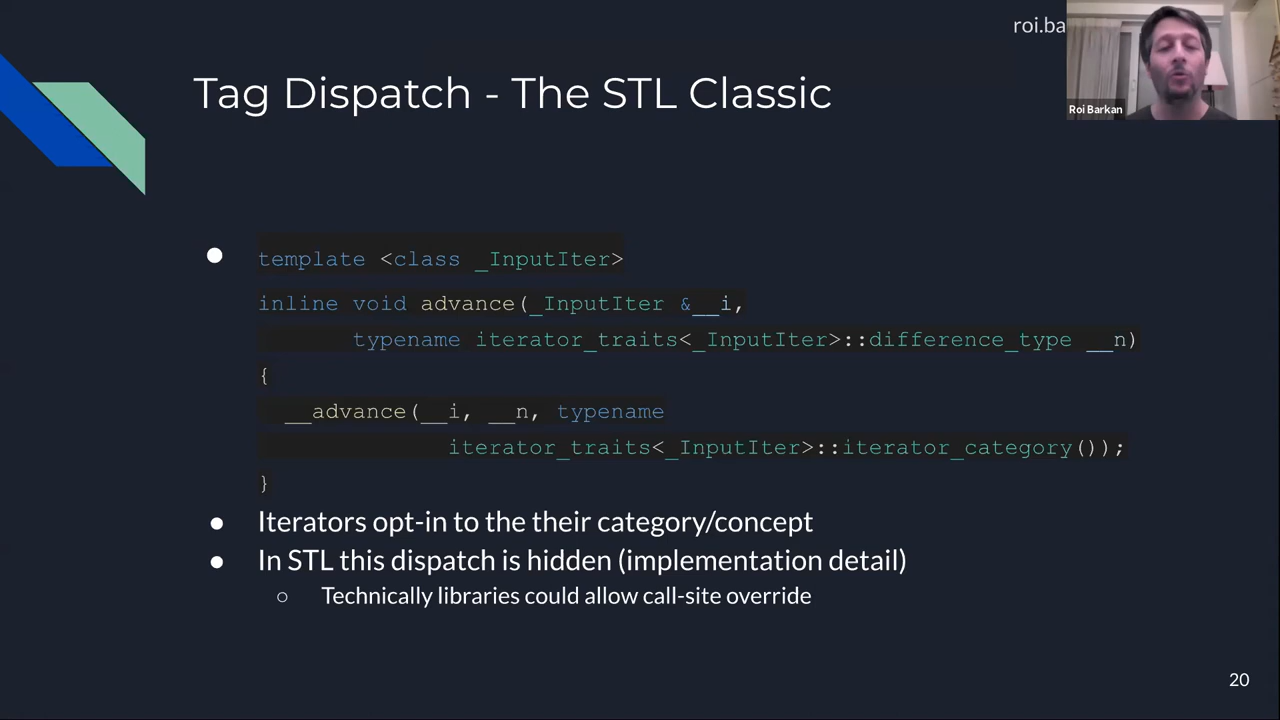 roi.ba
Roi Barkan
Tag Dispatch - The STL Classic
● template <class _InputIter>
inline void advance(_InputIter &__i,
typename iterator_traits<_InputIter>::difference_type __n)
{
__advance(__i, __n, typename
iterator_traits<_InputIter>::iterator_category());
}
● Iterators opt-in to the their category/concept
● In STL this dispatch is hidden (implementation detail)
○ Technically libraries could allow call-site override
20